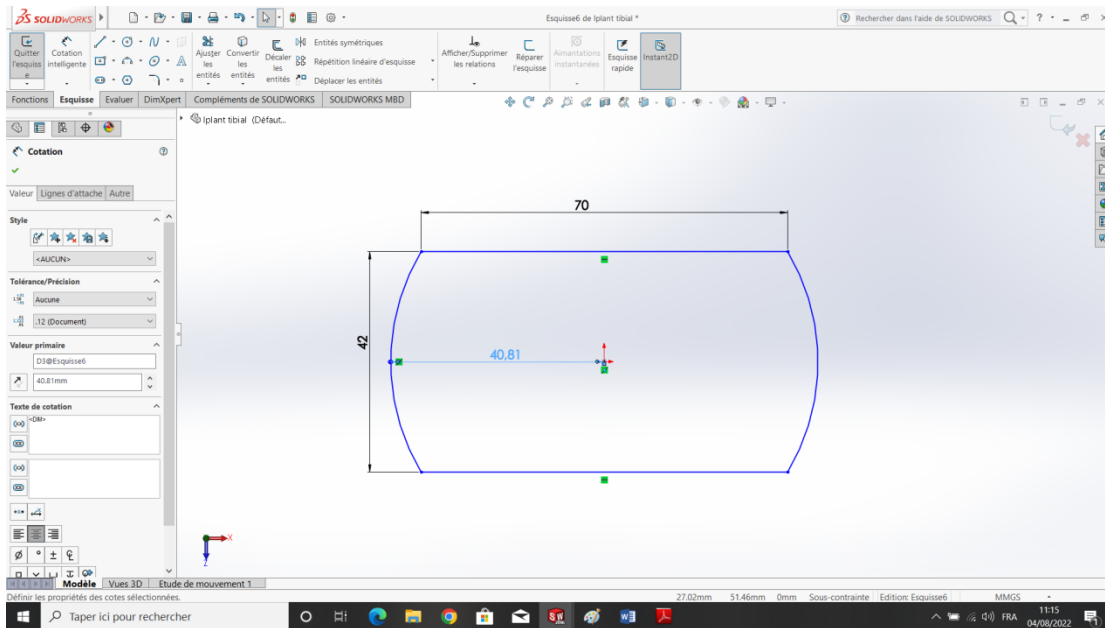 SOLIDWORKS
Esquisse6 de Iplant tibial *
Rechercher dans l'aide de SOLIDWORKS
?
Quitter l'esquiss e
Cotation intelligente
Ajuster les entités
Convertir les entités
Décaler les entités
Entités symétriques
Répétition linéaire d'esquisse
Déplacer les entités
Afficher/Supprimer les relations
Réparer l'esquisse
Aimantations instantanées
Esquisse rapide
Instant2D
Fonctions Esquisse Evaluer DimXpert Compléments de SOLIDWORKS SOLIDWORKS MBD
Iplant tibial (Défaut...
Cotation
Valeur Lignes d'attache Autre
Style
<AUCUN>
Tolérance/Précision
Aucune
.12 (Document)
Valeur primaire
D3@Esquisse6
40.81mm
Texte de cotation
<DIM>
70
42
40,81
X
Z
Modèle Vues 3D Etude de mouvement 1
Définir les propriétés des cotes sélectionnées.
27.02mm 51.46mm 0mm Sous-contrainte Edition: Esquisse6 MMGS
Taper ici pour rechercher
FRA
11:15
04/08/2022